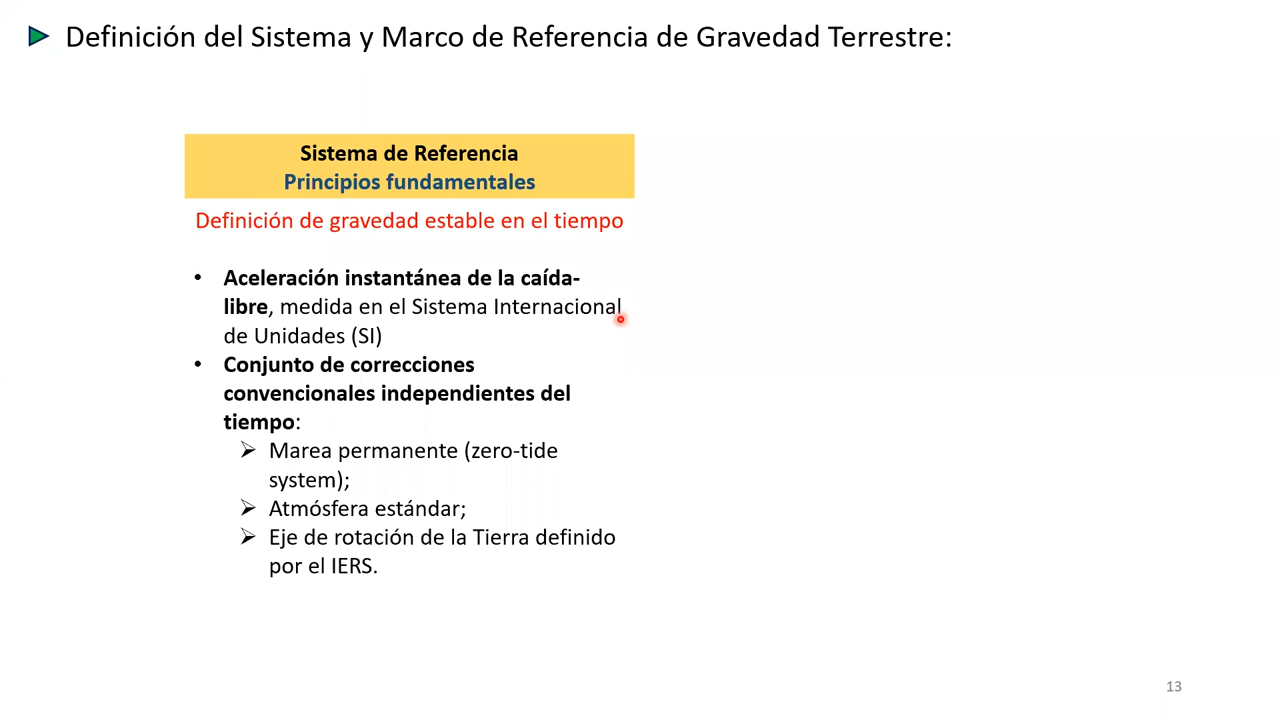 Definición del Sistema y Marco de Referencia de Gravedad Terrestre:
Sistema de Referencia
Principios fundamentales
Definición de gravedad estable en el tiempo
• Aceleración instantánea de la caída-
libre, medida en el Sistema Internacional
de Unidades (SI)
• Conjunto de correcciones
convencionales independientes del
tiempo:
➢ Marea permanente (zero-tide
system);
➢ Atmósfera estándar;
➢ Eje de rotación de la Tierra definido
por el IERS.
13